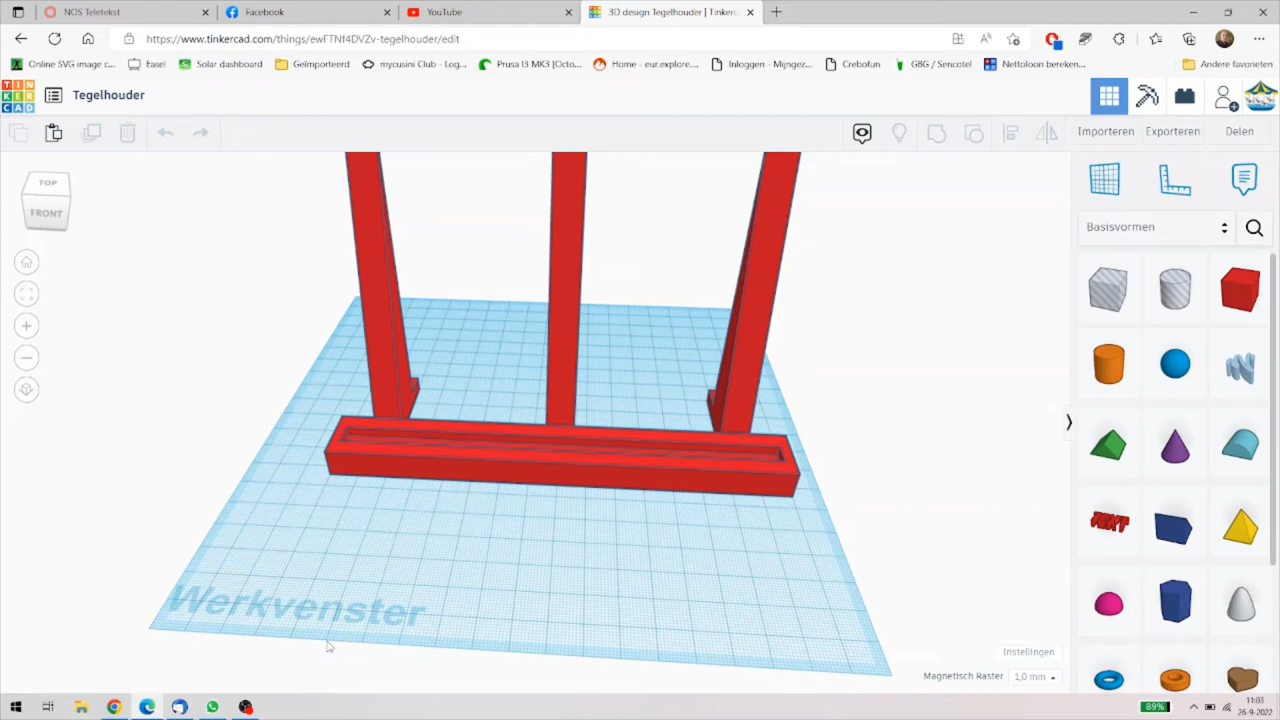 NOS Teletekst
Facebook
YouTube
3D design Tegelhouder | Tinkerc
https://www.tinkercad.com/things/ewFTNf4DVZv-tegelhouder/edit
Online SVG image c...
Easel
Solar dashboard
Geïmporteerd
mycusini Club - Log...
Prusa I3 MK3 [Octo...
Home - eur.explore...
Inloggen - Mijngez...
Crebofun
GBG / Sencotel
Nettoloon bereken...
Andere favorieten
TIN
KER
CAD
Tegelhouder
Importeren
Exporteren
Delen
TOP
FRONT
Basisvormen
TEXT
Werkvenster
Instellingen
Magnetisch Raster
1,0 mm
89%
11:03
26-9-2022